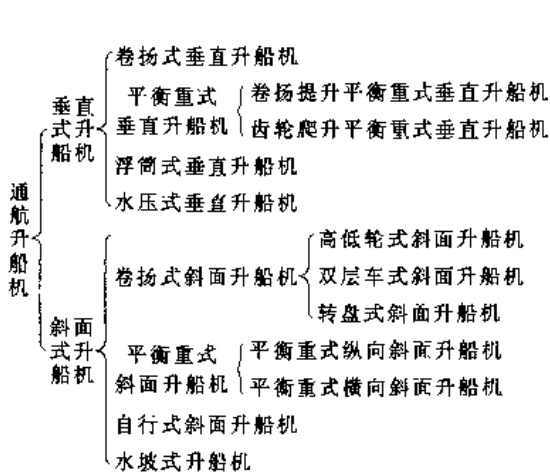 通航升船机
垂直式升船机
卷扬式垂直升船机
平衡重式
垂直升船机
卷扬提升平衡重式垂直升船机
齿轮爬升平衡重式垂直升船机
浮筒式垂直升船机
水压式垂直升船机
斜面式升船机
卷扬式斜面升船机
高低轮式斜面升船机
双层车式斜面升船机
转盘式斜面升船机
平衡重式
斜面升船机
平衡重式纵向斜面升船机
平衡重式横向斜面升船机
自行式斜面升船机
水坡式升船机